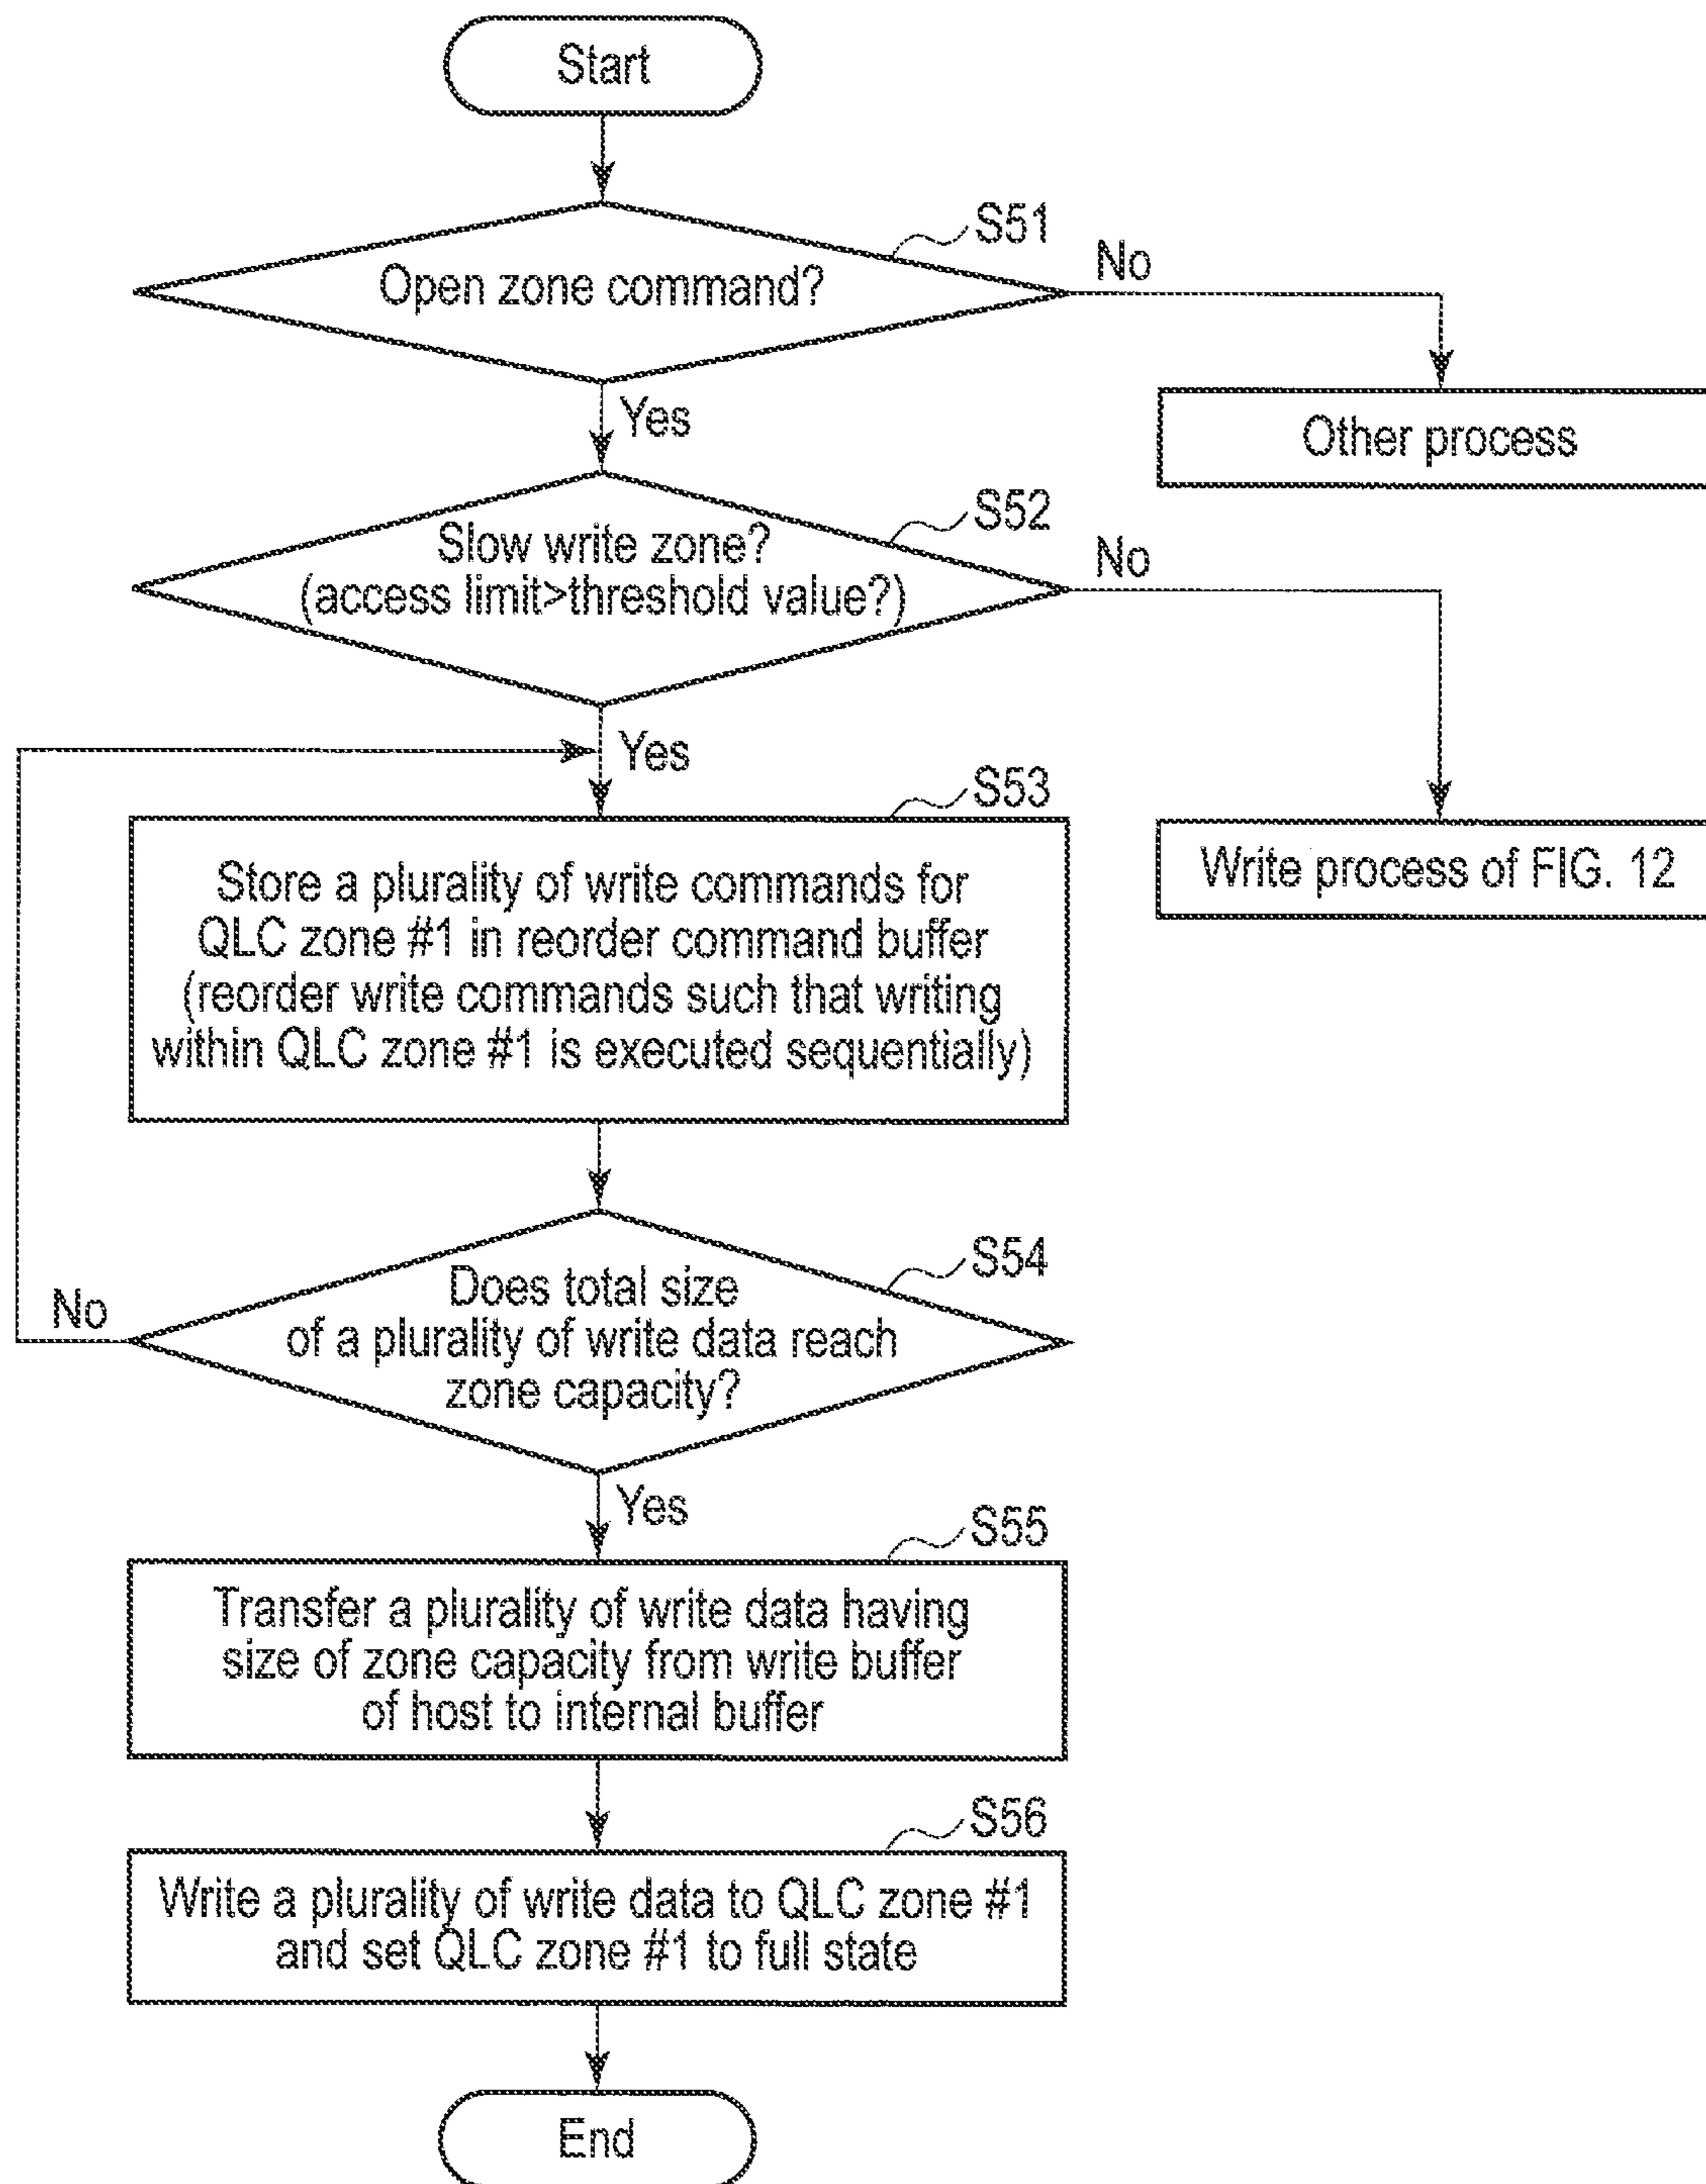 Start
S51
Open zone command?
No
Yes
Other process
S52
Slow write zone?
(access limit>threshold value?)
No
Yes
Write process of FIG. 12
S53
Store a plurality of write commands for
QLC zone #1 in reorder command buffer
(reorder write commands such that writing
within QLC zone #1 is executed sequentially)
S54
Does total size
of a plurality of write data reach
zone capacity?
No
Yes
S55
Transfer a plurality of write data having
size of zone capacity from write buffer
of host to internal buffer
S56
Write a plurality of write data to QLC zone #1
and set QLC zone #1 to full state
End